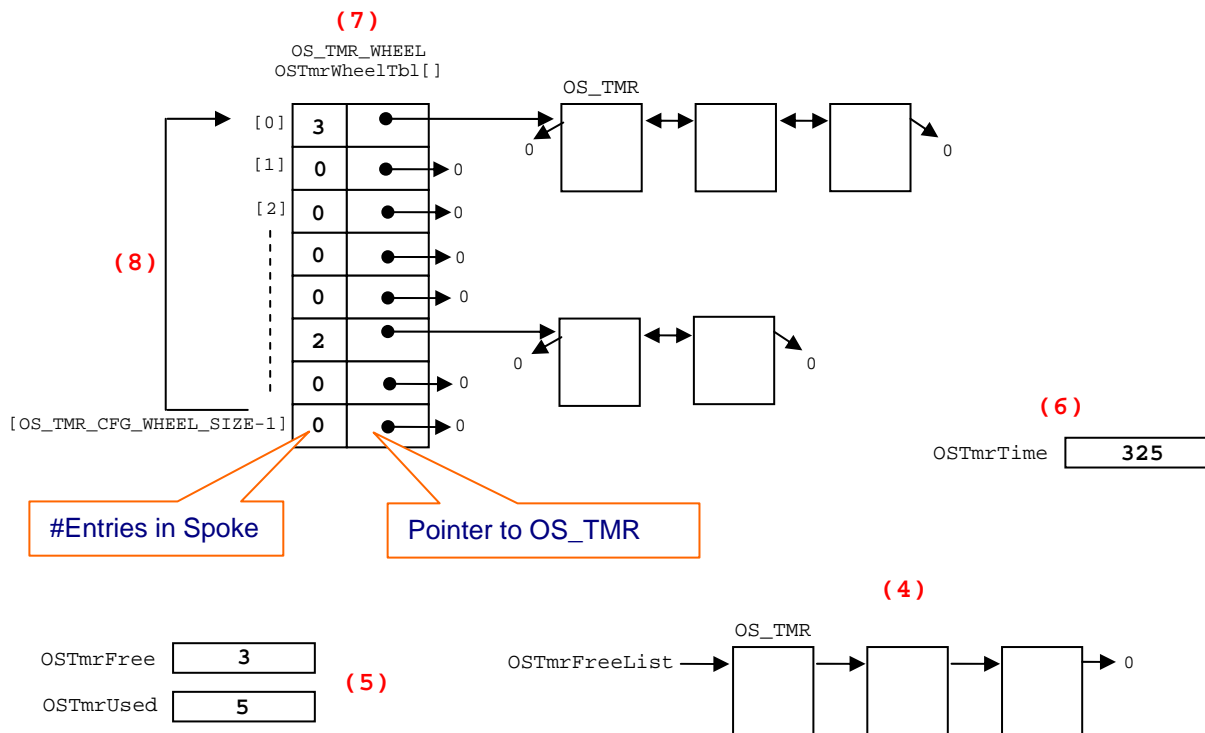 (7)
OS_TMR_WHEEL
OSTmrWheelTbl[]
OS_TMR
[0] 3
0
0
[1] 0 0
[2] 0 0
0 0
(8)
0 0
2
0
0
0 0
[OS_TMR_CFG_WHEEL_SIZE-1] 0 0
(6)
OSTmrTime 325
#Entries in Spoke
Pointer to OS_TMR
(4)
OS_TMR
OSTmrFree 3
OSTmrFreeList 0
(5)
OSTmrUsed 5